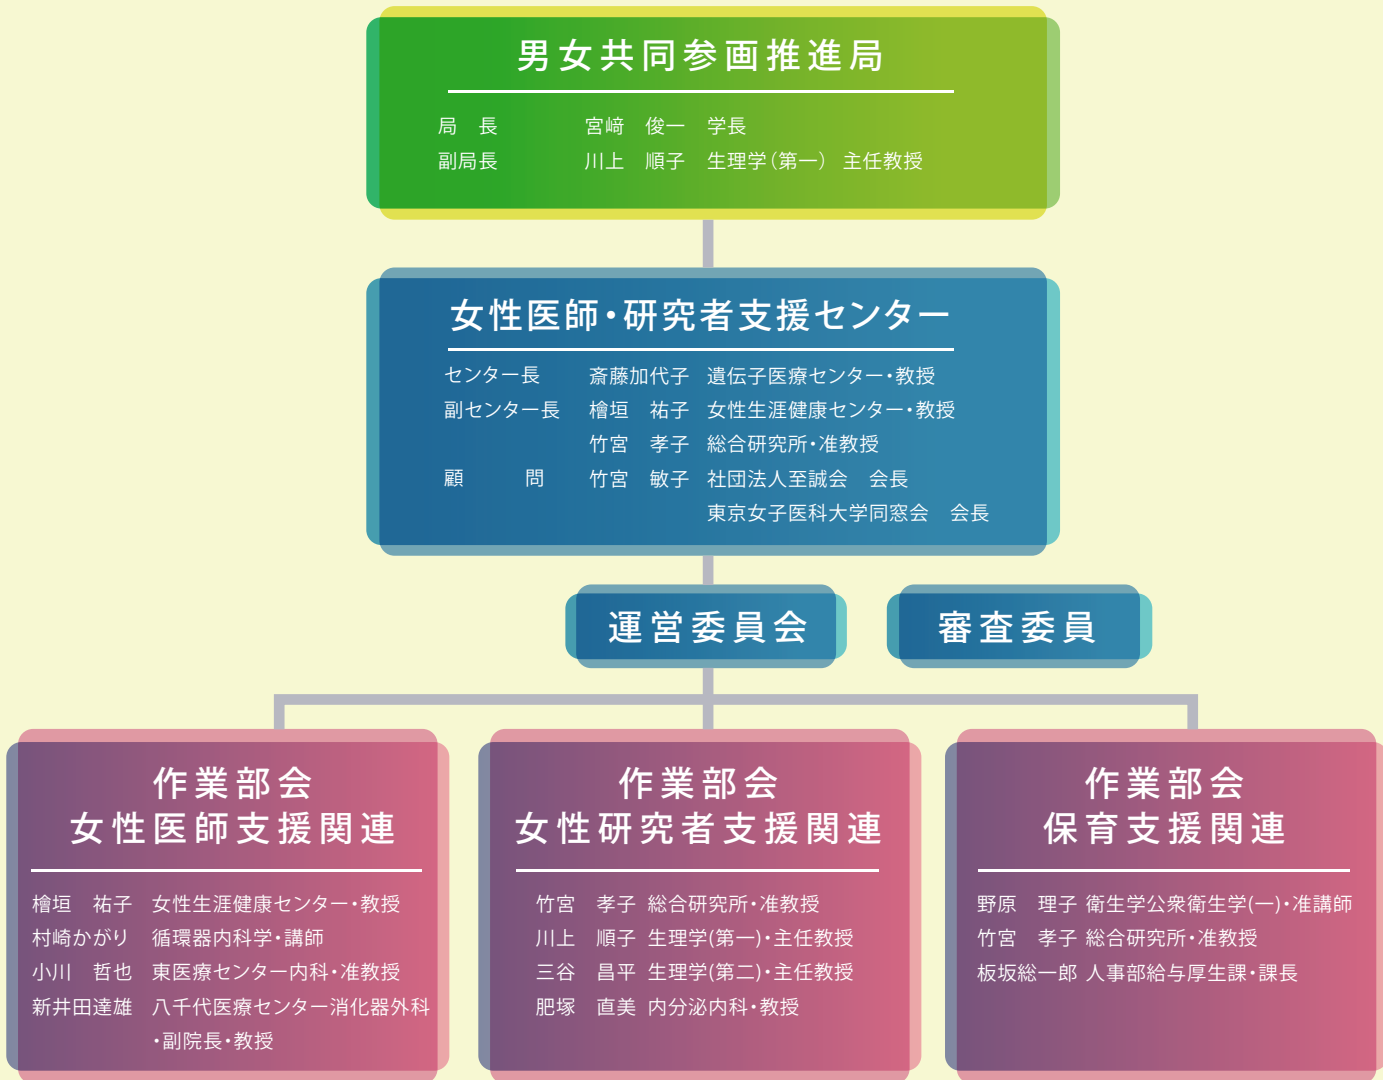 男女共同参画推進局
局　長　宮﨑　俊一　学長
副局長　川上　順子　生理学（第一）　主任教授
女性医師・研究者支援センター
センター長　斎藤加代子　遺伝子医療センター・教授
副センター長　檜垣　祐子　女性生涯健康センター・教授
竹宮　孝子　総合研究所・准教授
顧　問　竹宮　敏子　社団法人至誠会　会長
東京女子医科大学同窓会　会長
運営委員会
審査委員
作業部会
女性医師支援関連
檜垣　祐子　女性生涯健康センター・教授
村崎かがり　循環器内科学・講師
小川　哲也　東医療センター内科・准教授
新井田達雄　八千代医療センター消化器外科
・副院長・教授
作業部会
女性研究者支援関連
竹宮　孝子　総合研究所・准教授
川上　順子　生理学(第一)・主任教授
三谷　昌平　生理学(第二)・主任教授
肥塚　直美　内分泌内科・教授
作業部会
保育支援関連
野原　理子　衛生学公衆衛生学(一)・准講師
竹宮　孝子　総合研究所・准教授
板坂総一郎　人事部給与厚生課・課長